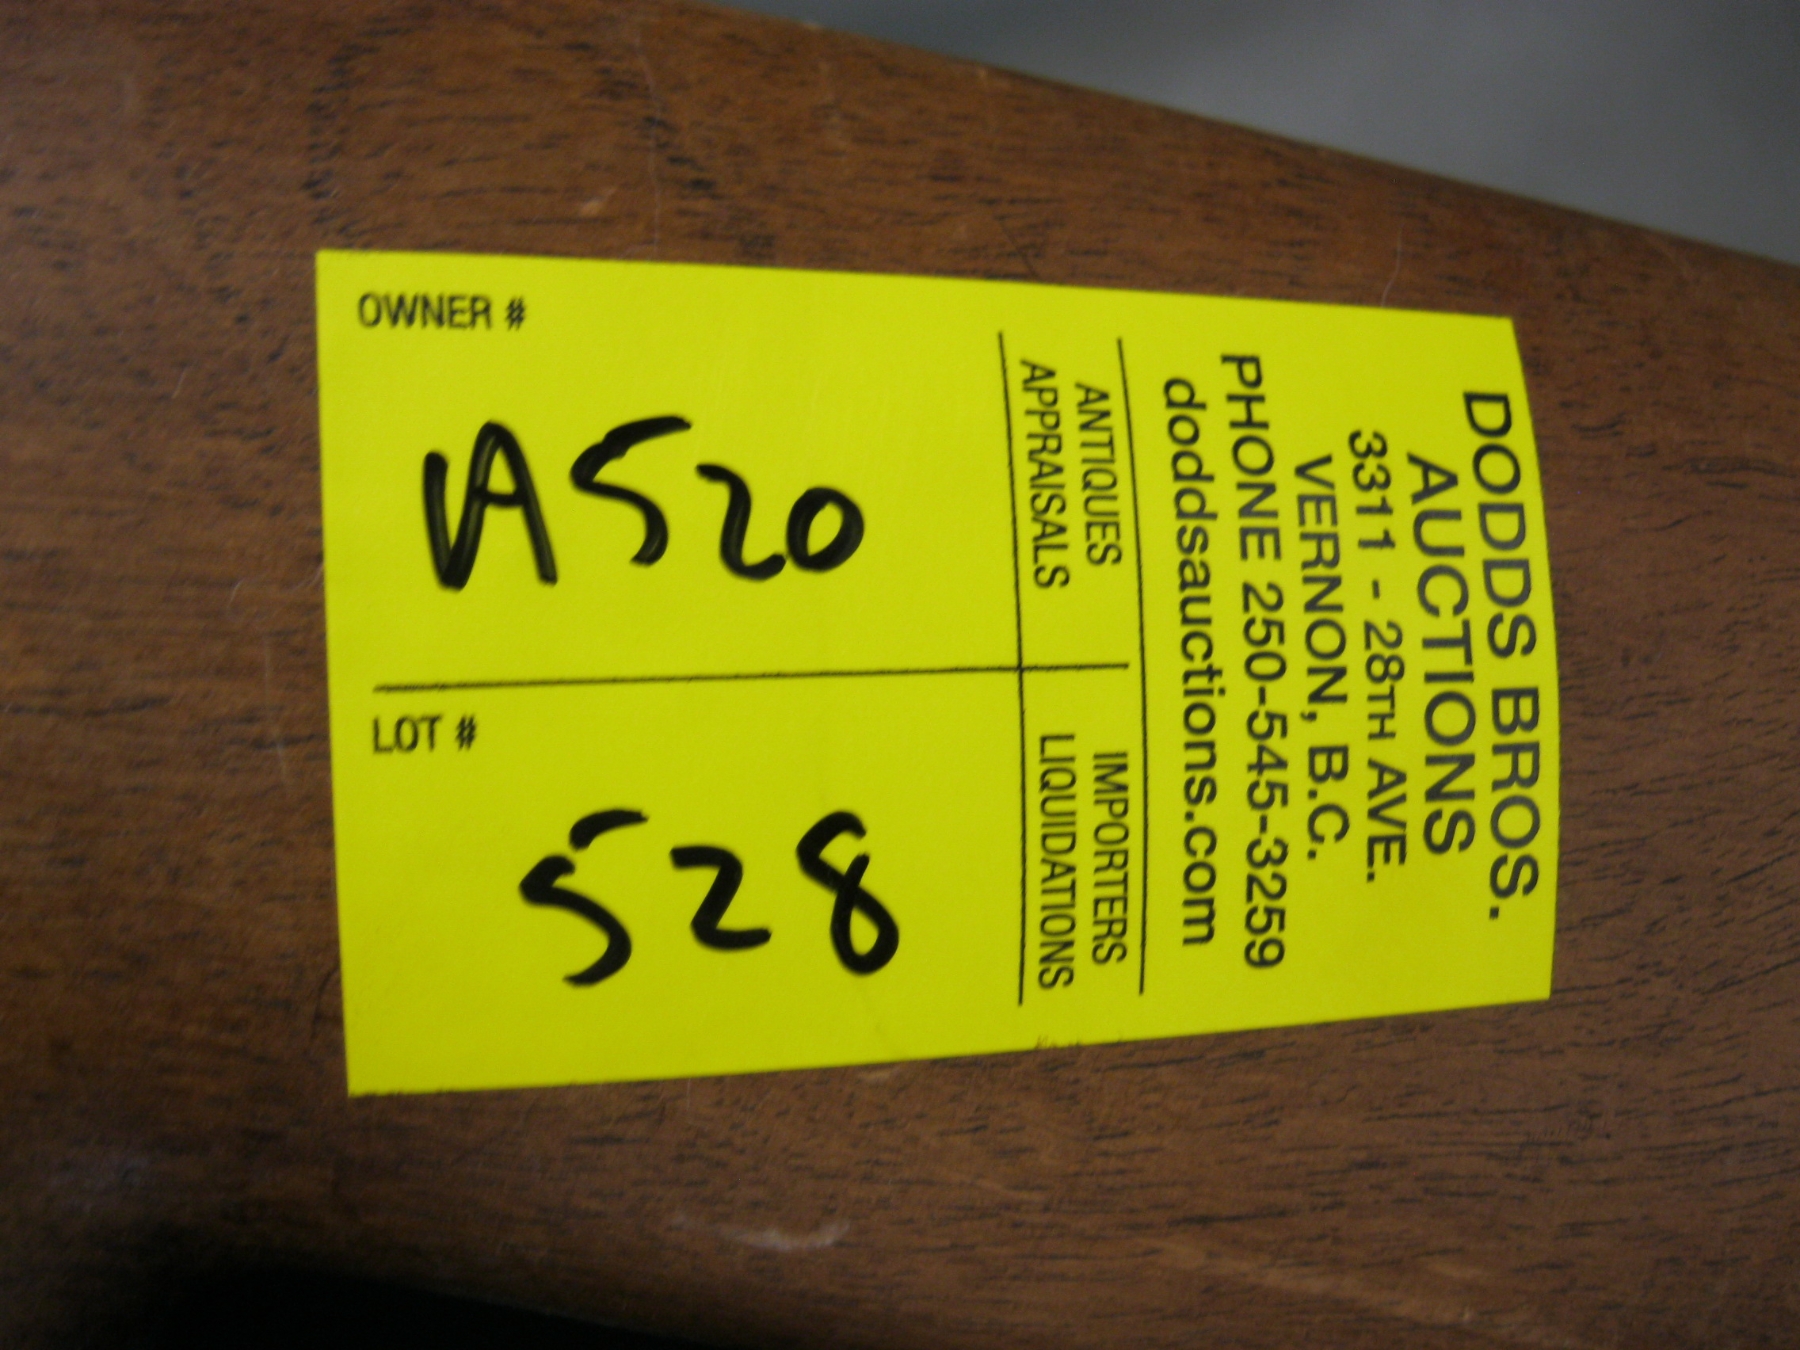 DODDS BROS.
AUCTIONS
3311 - 28TH AVE.
VERNON, B.C.
PHONE 250-545-3259
doddsauctions.com
ANTIQUES
APPRAISALS
IMPORTERS
LIQUIDATIONS
OWNER #
A520
LOT #
528